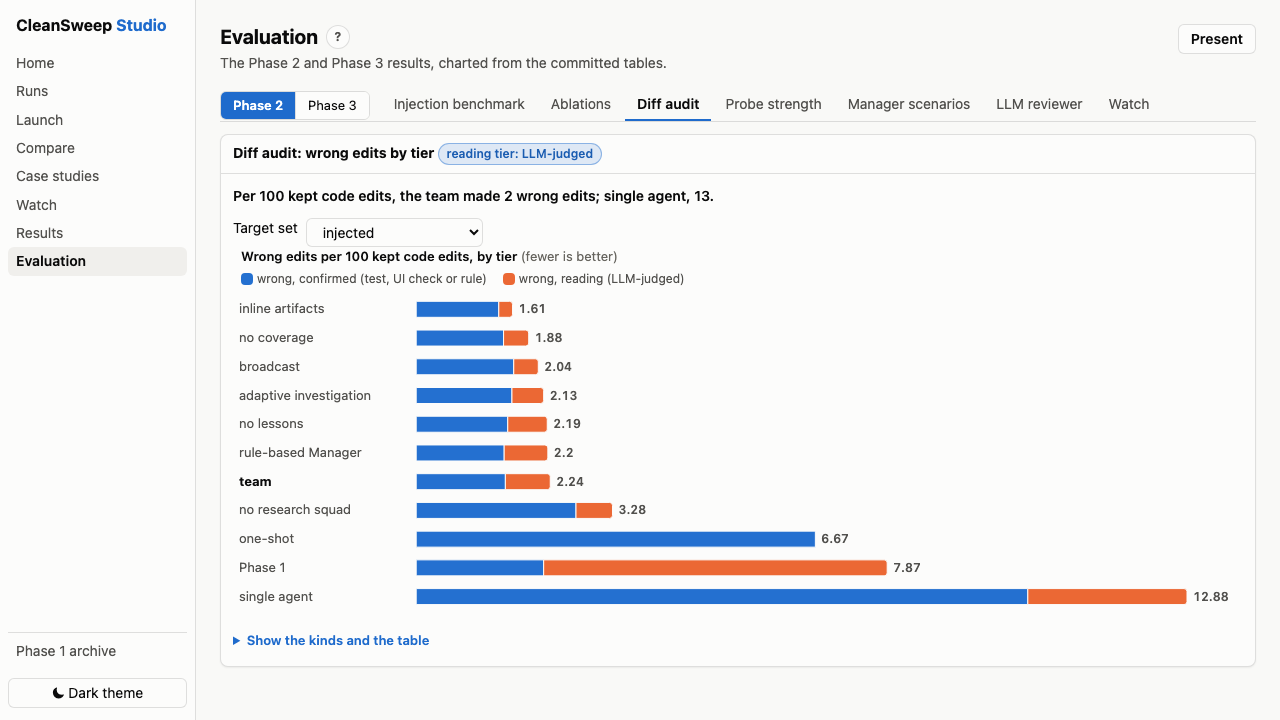 CleanSweep Studio
Home
Runs
Launch
Compare
Case studies
Watch
Results
Evaluation
Phase 1 archive
Dark theme
Evaluation ?
Present
The Phase 2 and Phase 3 results, charted from the committed tables.
Phase 2 Phase 3 Injection benchmark Ablations Diff audit Probe strength Manager scenarios LLM reviewer Watch
Diff audit: wrong edits by tier reading tier: LLM-judged
Per 100 kept code edits, the team made 2 wrong edits; single agent, 13.
Target set injected
Wrong edits per 100 kept code edits, by tier (fewer is better)
wrong, confirmed (test, UI check or rule) wrong, reading (LLM-judged)
inline artifacts 1.61
no coverage 1.88
broadcast 2.04
adaptive investigation 2.13
no lessons 2.19
rule-based Manager 2.2
team 2.24
no research squad 3.28
one-shot 6.67
Phase 1 7.87
single agent 12.88
Show the kinds and the table